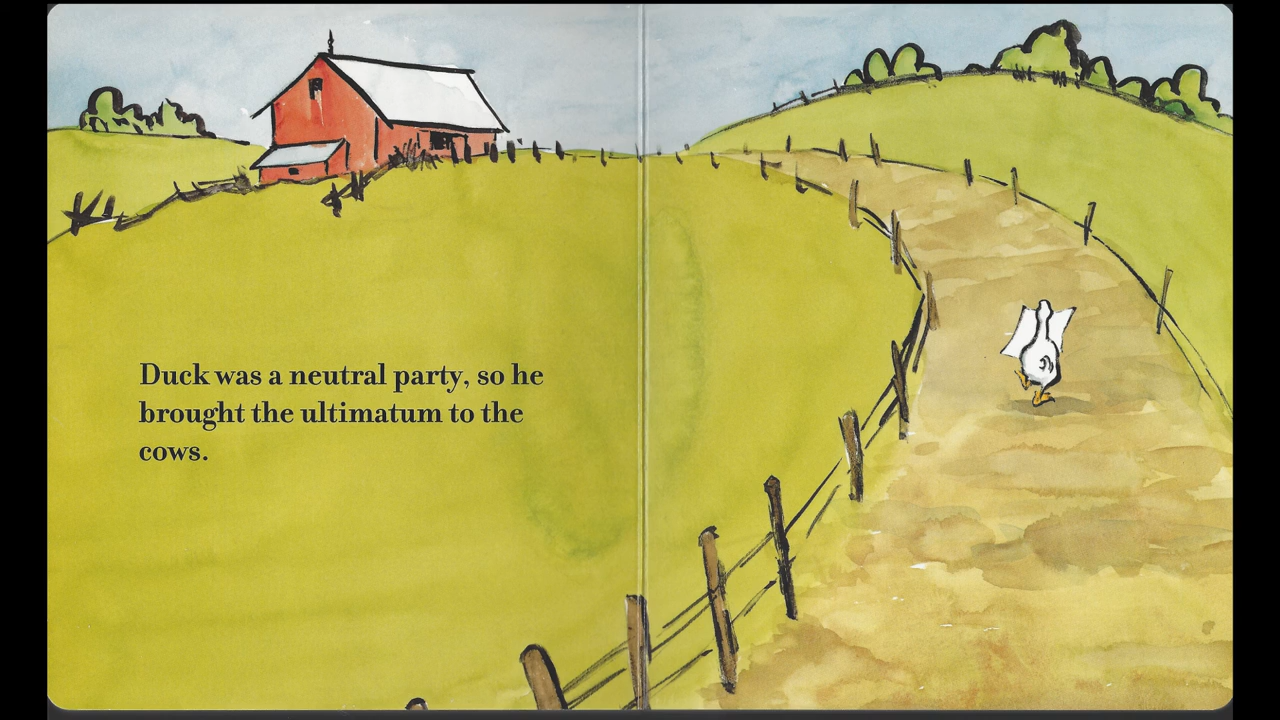 Duck was a neutral party, so he
brought the ultimatum to the
cows.